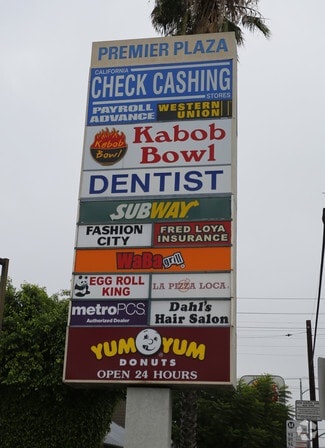 PREMIER PLAZA
CALIFORNIA
CHECK CASHING
STORES
PAYROLL
ADVANCE
WESTERN
UNION
Kabob
Bowl
Kabob
Bowl
DENTIST
SUBWAY
FASHION
CITY
FRED LOYA
INSURANCE
WaBa grill
EGG ROLL
KING
LA PIZZA LOCA.
metroPCS
Authorized Dealer
Dahl's
Hair Salon
YUM YUM
DONUTS
OPEN 24 HOURS